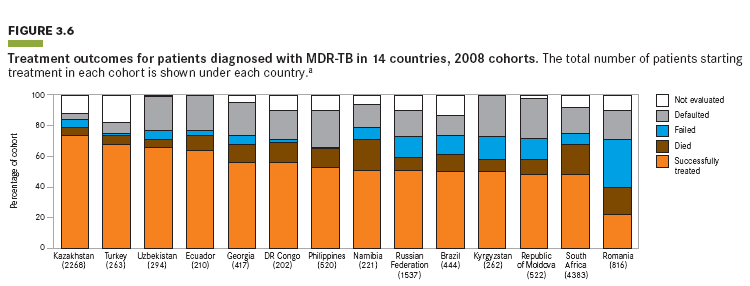 FIGURE 3.6
Treatment outcomes for patients diagnosed with MDR-TB in 14 countries, 2008 cohorts. The total number of patients starting
treatment in each cohort is shown under each country.ª
Percentage of cohort
100
80
60
40
20
0
Not evaluated
Defaulted
Failed
Died
Successfully
treated
Kazakhstan
(2268)
Turkey
(263)
Uzbekistan
(294)
Ecuador
(210)
Georgia
(417)
DR Congo
(202)
Philippines
(520)
Namibia
(221)
Russian
Federation
(1537)
Brazil
(444)
Kyrgyzstan
(262)
Republic
of Moldova
(522)
South
Africa
(4383)
Romania
(816)